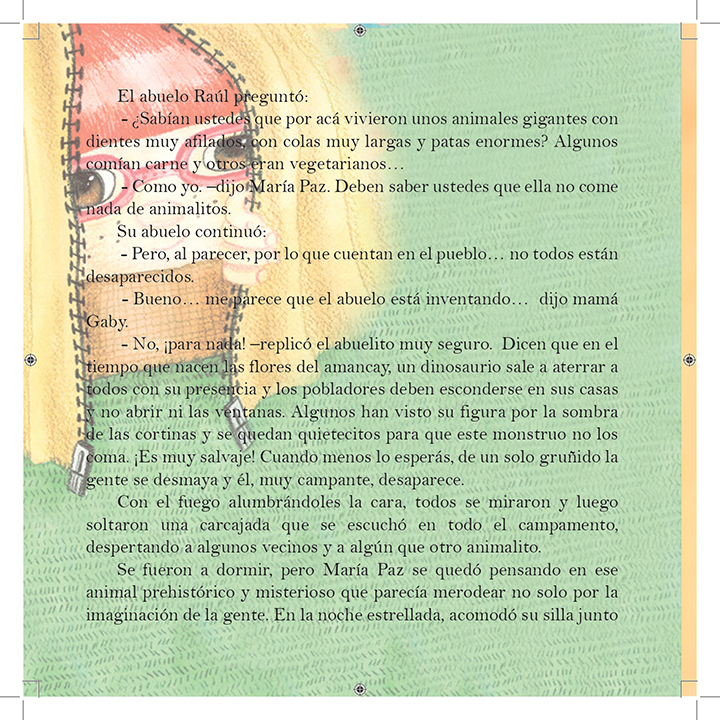 El abuelo Raúl preguntó:
- ¿Sabían ustedes que por acá vivieron unos animales gigantes con
dientes muy afilados, con colas muy largas y patas enormes? Algunos
comían carne y otros eran vegetarianos…
- Como yo. –dijo María Paz. Deben saber ustedes que ella no come
nada de animalitos.
Su abuelo continuó:
- Pero, al parecer, por lo que cuentan en el pueblo… no todos están
desaparecidos.
- Bueno… me parece que el abuelo está inventando… dijo mamá
Gaby.
- No, ¡para nada! –replicó el abuelito muy seguro. Dicen que en el
tiempo que nacen las flores del amancay, un dinosaurio sale a aterrar a
todos con su presencia y los pobladores deben esconderse en sus casas
y no abrir ni las ventanas. Algunos han visto su figura por la sombra
de las cortinas y se quedan quietecitos para que este monstruo no los
coma. ¡Es muy salvaje! Cuando menos lo esperás, de un solo gruñido la
gente se desmaya y él, muy campante, desaparece.
Con el fuego alumbrándoles la cara, todos se miraron y luego
soltaron una carcajada que se escuchó en todo el campamento,
despertando a algunos vecinos y a algún que otro animalito.
Se fueron a dormir, pero María Paz se quedó pensando en ese
animal prehistórico y misterioso que parecía merodear no solo por la
imaginación de la gente. En la noche estrellada, acomodó su silla junto